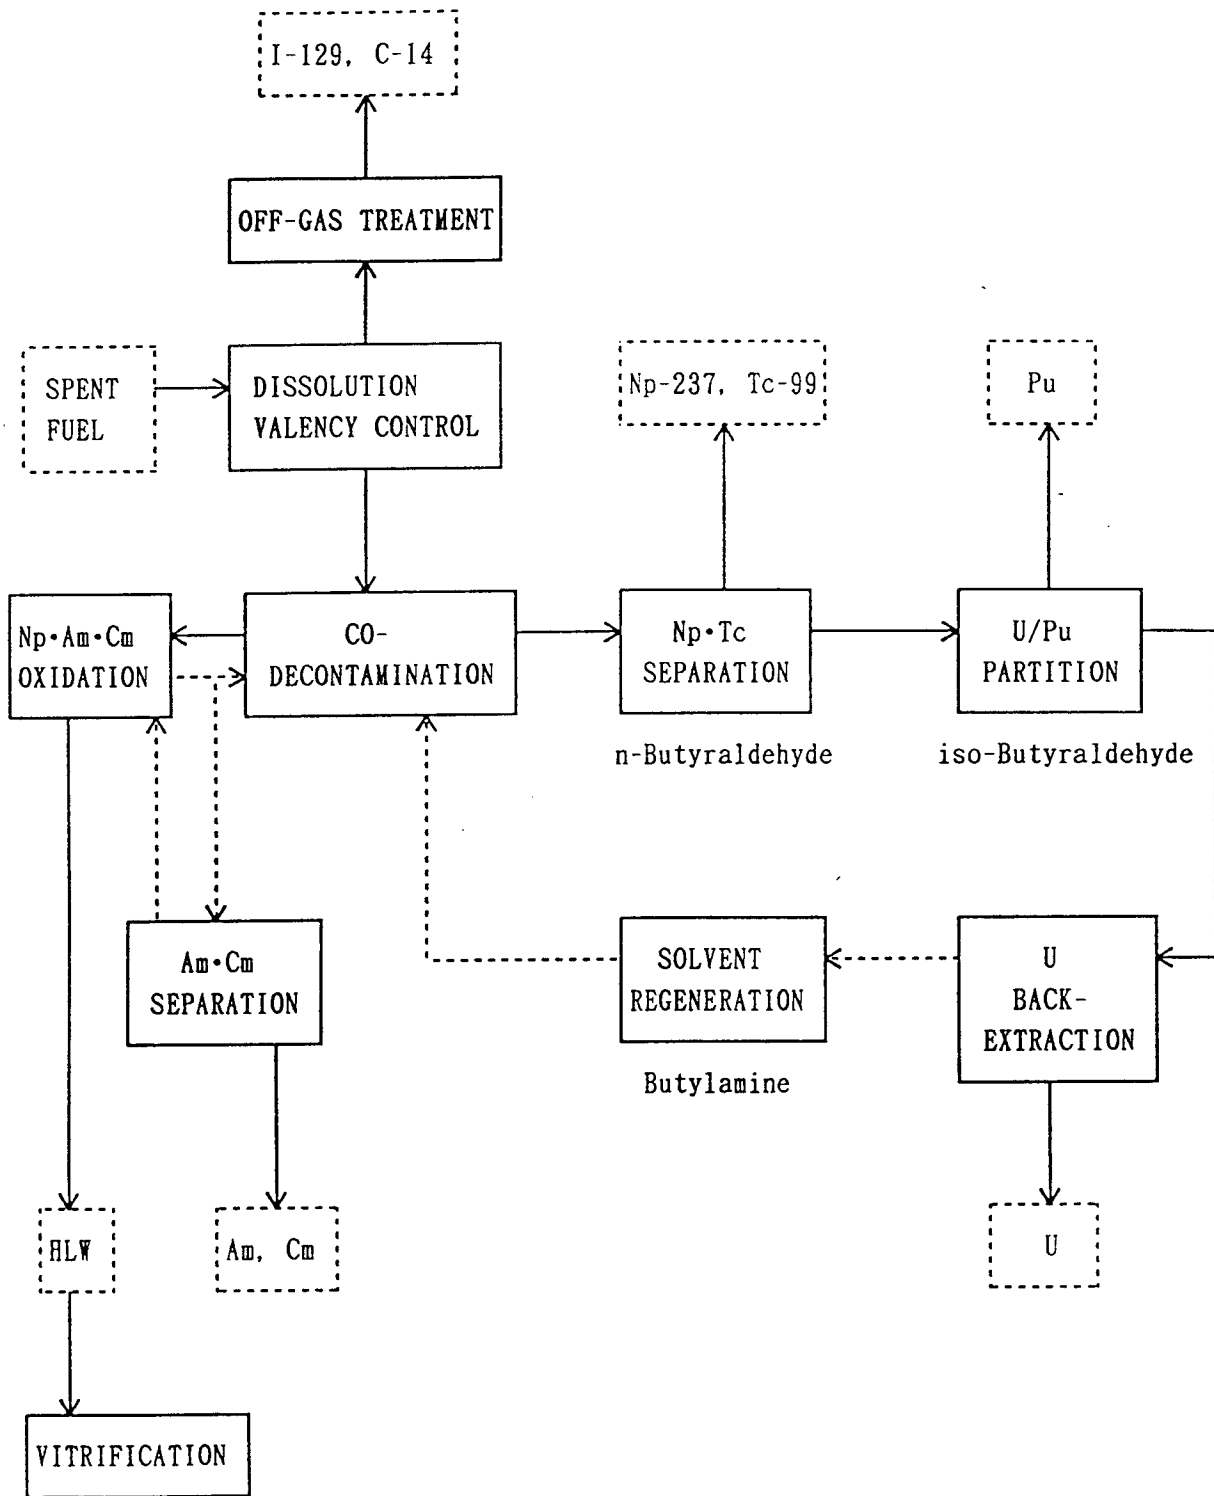 I-129, C-14
OFF-GAS TREATMENT
SPENT
FUEL
DISSOLUTION
VALENCY CONTROL
Np-237, Tc-99
Pu
Np·Am·Cm
OXIDATION
CO-
DECONTAMINATION
Np·Tc
SEPARATION
U/Pu
PARTITION
n-Butyraldehyde
iso-Butyraldehyde
Am·Cm
SEPARATION
SOLVENT
REGENERATION
U
BACK-
EXTRACTION
Butylamine
HLW
Am, Cm
U
VITRIFICATION